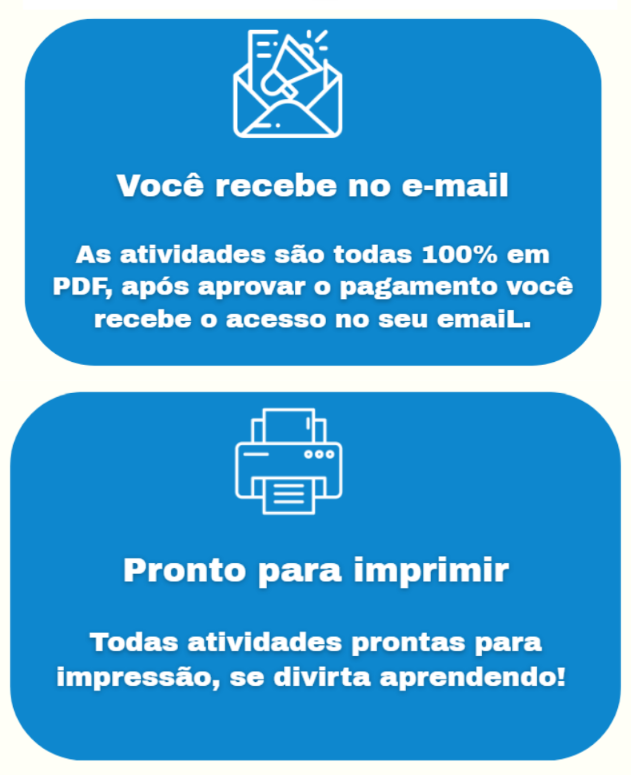 Você recebe no e-mail
As atividades são todas 100% em
PDF, após aprovar o pagamento você
recebe o acesso no seu emaiL.
Pronto para imprimir
Todas atividades prontas para
impressão, se divirta aprendendo!